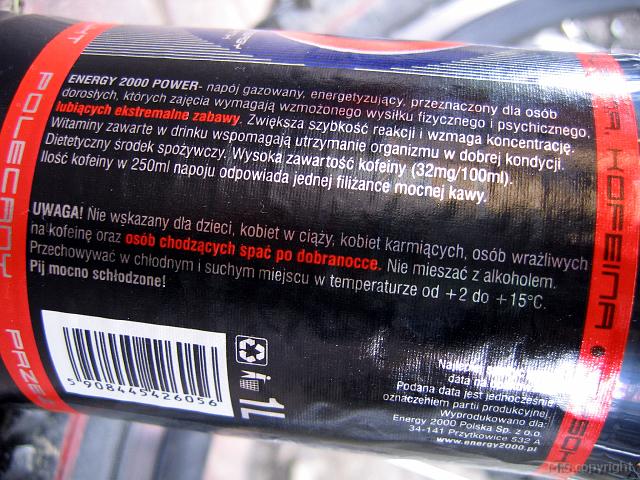 ENERGY 2000 POWER- napój gazowany, energetyzujący, przeznaczony dla osób
dorosłych, których zajęcia wymagają wzmożonego wysiłku fizycznego i psychicznego,
lubiących ekstremalne zabawy. Zwiększa szybkość reakcji i wzmaga koncentrację.
Witaminy zawarte w drinku wspomagają utrzymanie organizmu w dobrej kondycji.
Dietetyczny środek spożywczy. Wysoka zawartość kofeiny (32mg/100ml).
Ilość kofeiny w 250ml napoju odpowiada jednej filiżance mocnej kawy.
UWAGA! Nie wskazany dla dzieci, kobiet w ciąży, kobiet karmiących, osób wrażliwych
na kofeinę oraz osób chodzących spać po dobranocce. Nie mieszać z alkoholem.
Przechowywać w chłodnym i suchym miejscu w temperaturze od +2 do +15°C.
Pij mocno schłodzone!
5 908445 426056
1L
data
Podana data jest jednocześnie
oznaczeniem partii produkcyjnej.
Wyprodukowano dla:
Energy 2000 Polska Sp. z o.o.
34-141 Przytkowice 532 A
www.energy2000.pl
POLECANY PRZEZ
KOFEINA
copyright